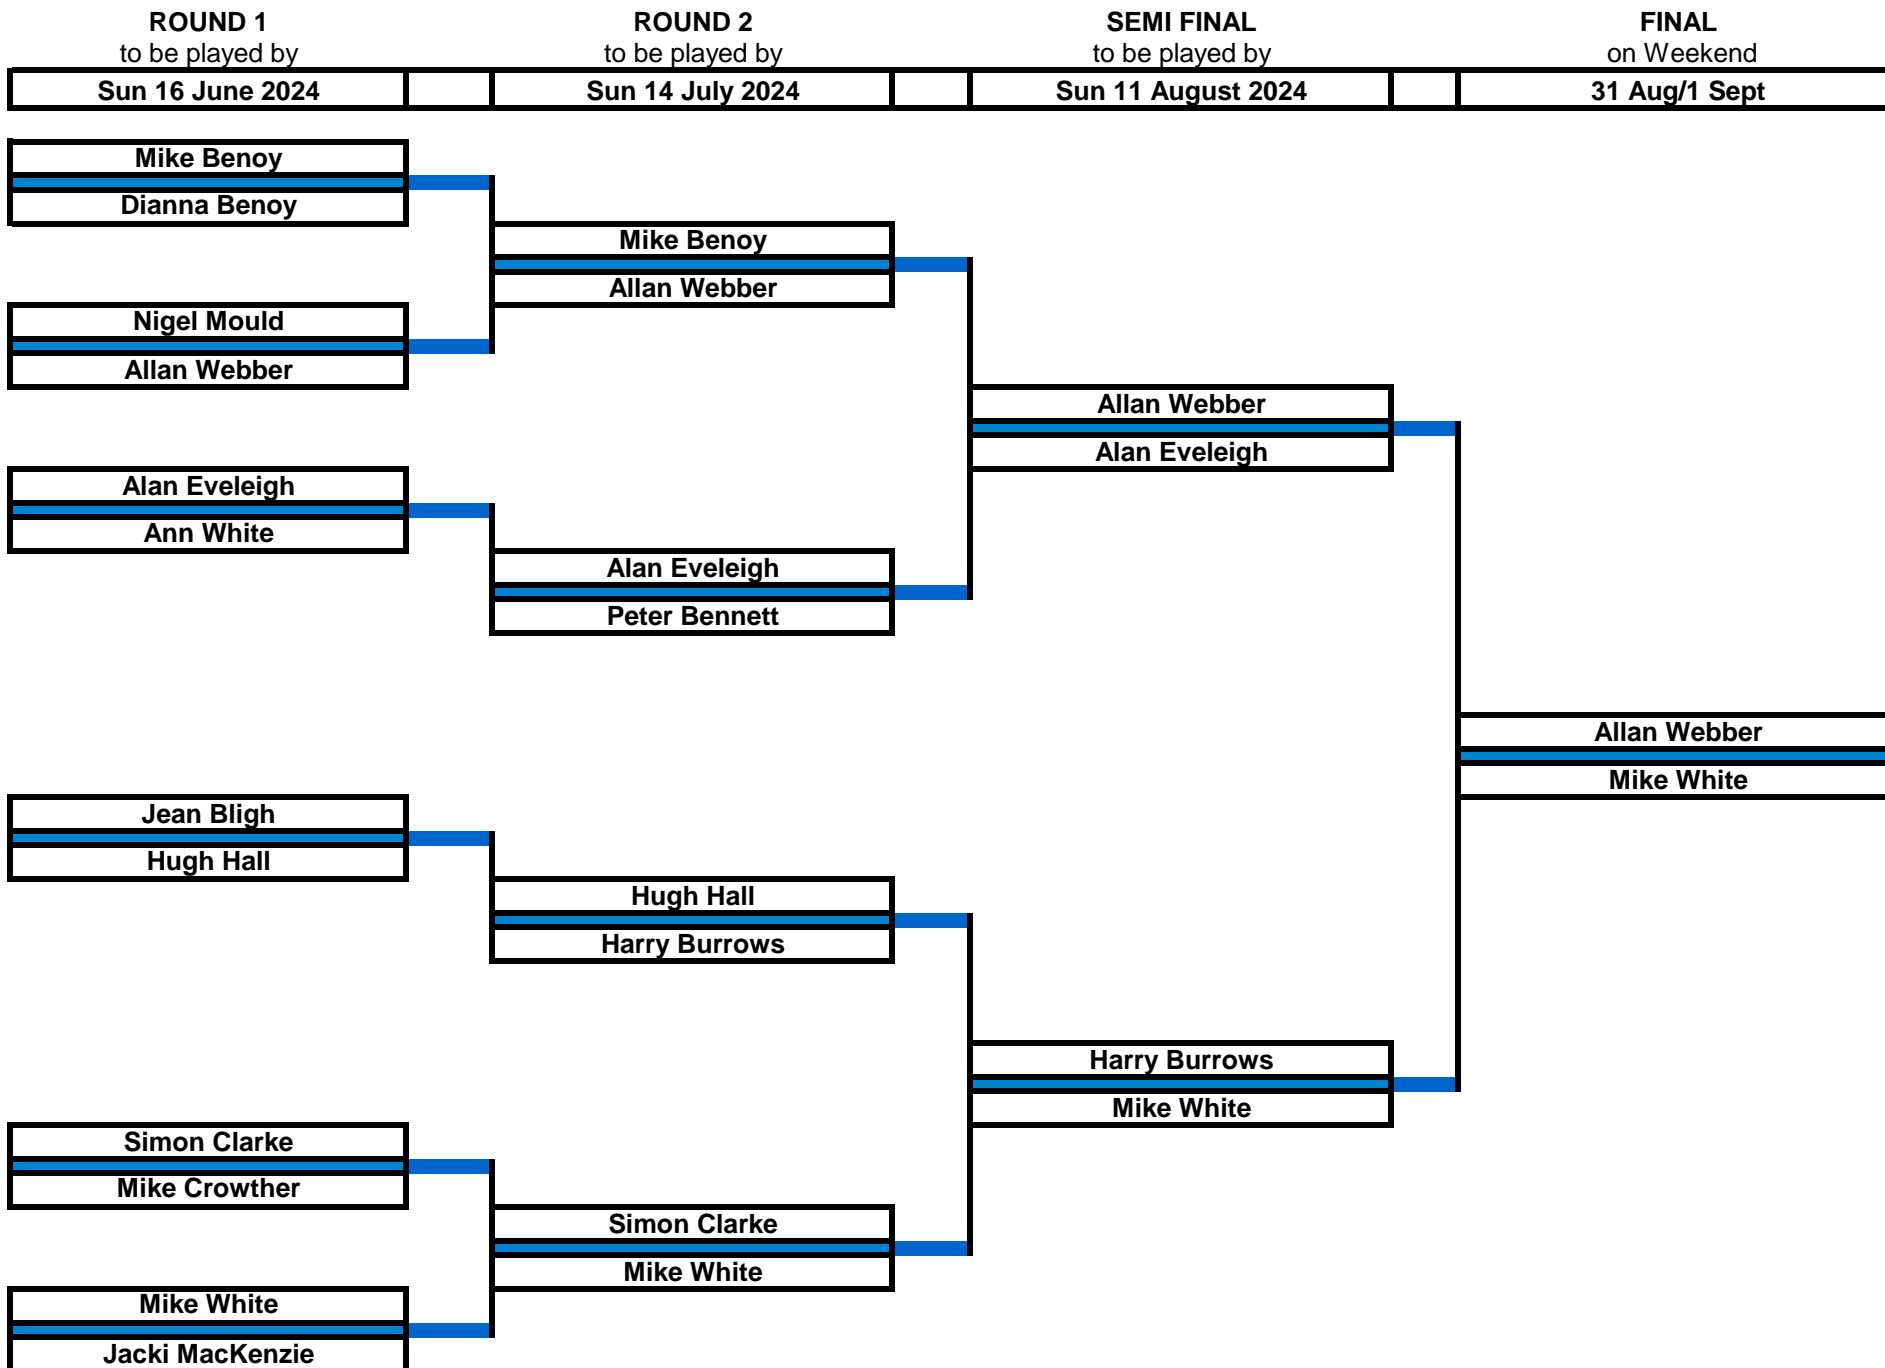 ROUND 1
to be played by
Sun 16 June 2024
ROUND 2
to be played by
Sun 14 July 2024
SEMI FINAL
to be played by
Sun 11 August 2024
FINAL
on Weekend
31 Aug/1 Sept
Mike Benoy
Dianna Benoy
Nigel Mould
Allan Webber
Alan Eveleigh
Ann White
Jean Bligh
Hugh Hall
Simon Clarke
Mike Crowther
Mike White
Jacki MacKenzie
Mike Benoy
Allan Webber
Alan Eveleigh
Peter Bennett
Hugh Hall
Harry Burrows
Simon Clarke
Mike White
Allan Webber
Alan Eveleigh
Harry Burrows
Mike White
Allan Webber
Mike White